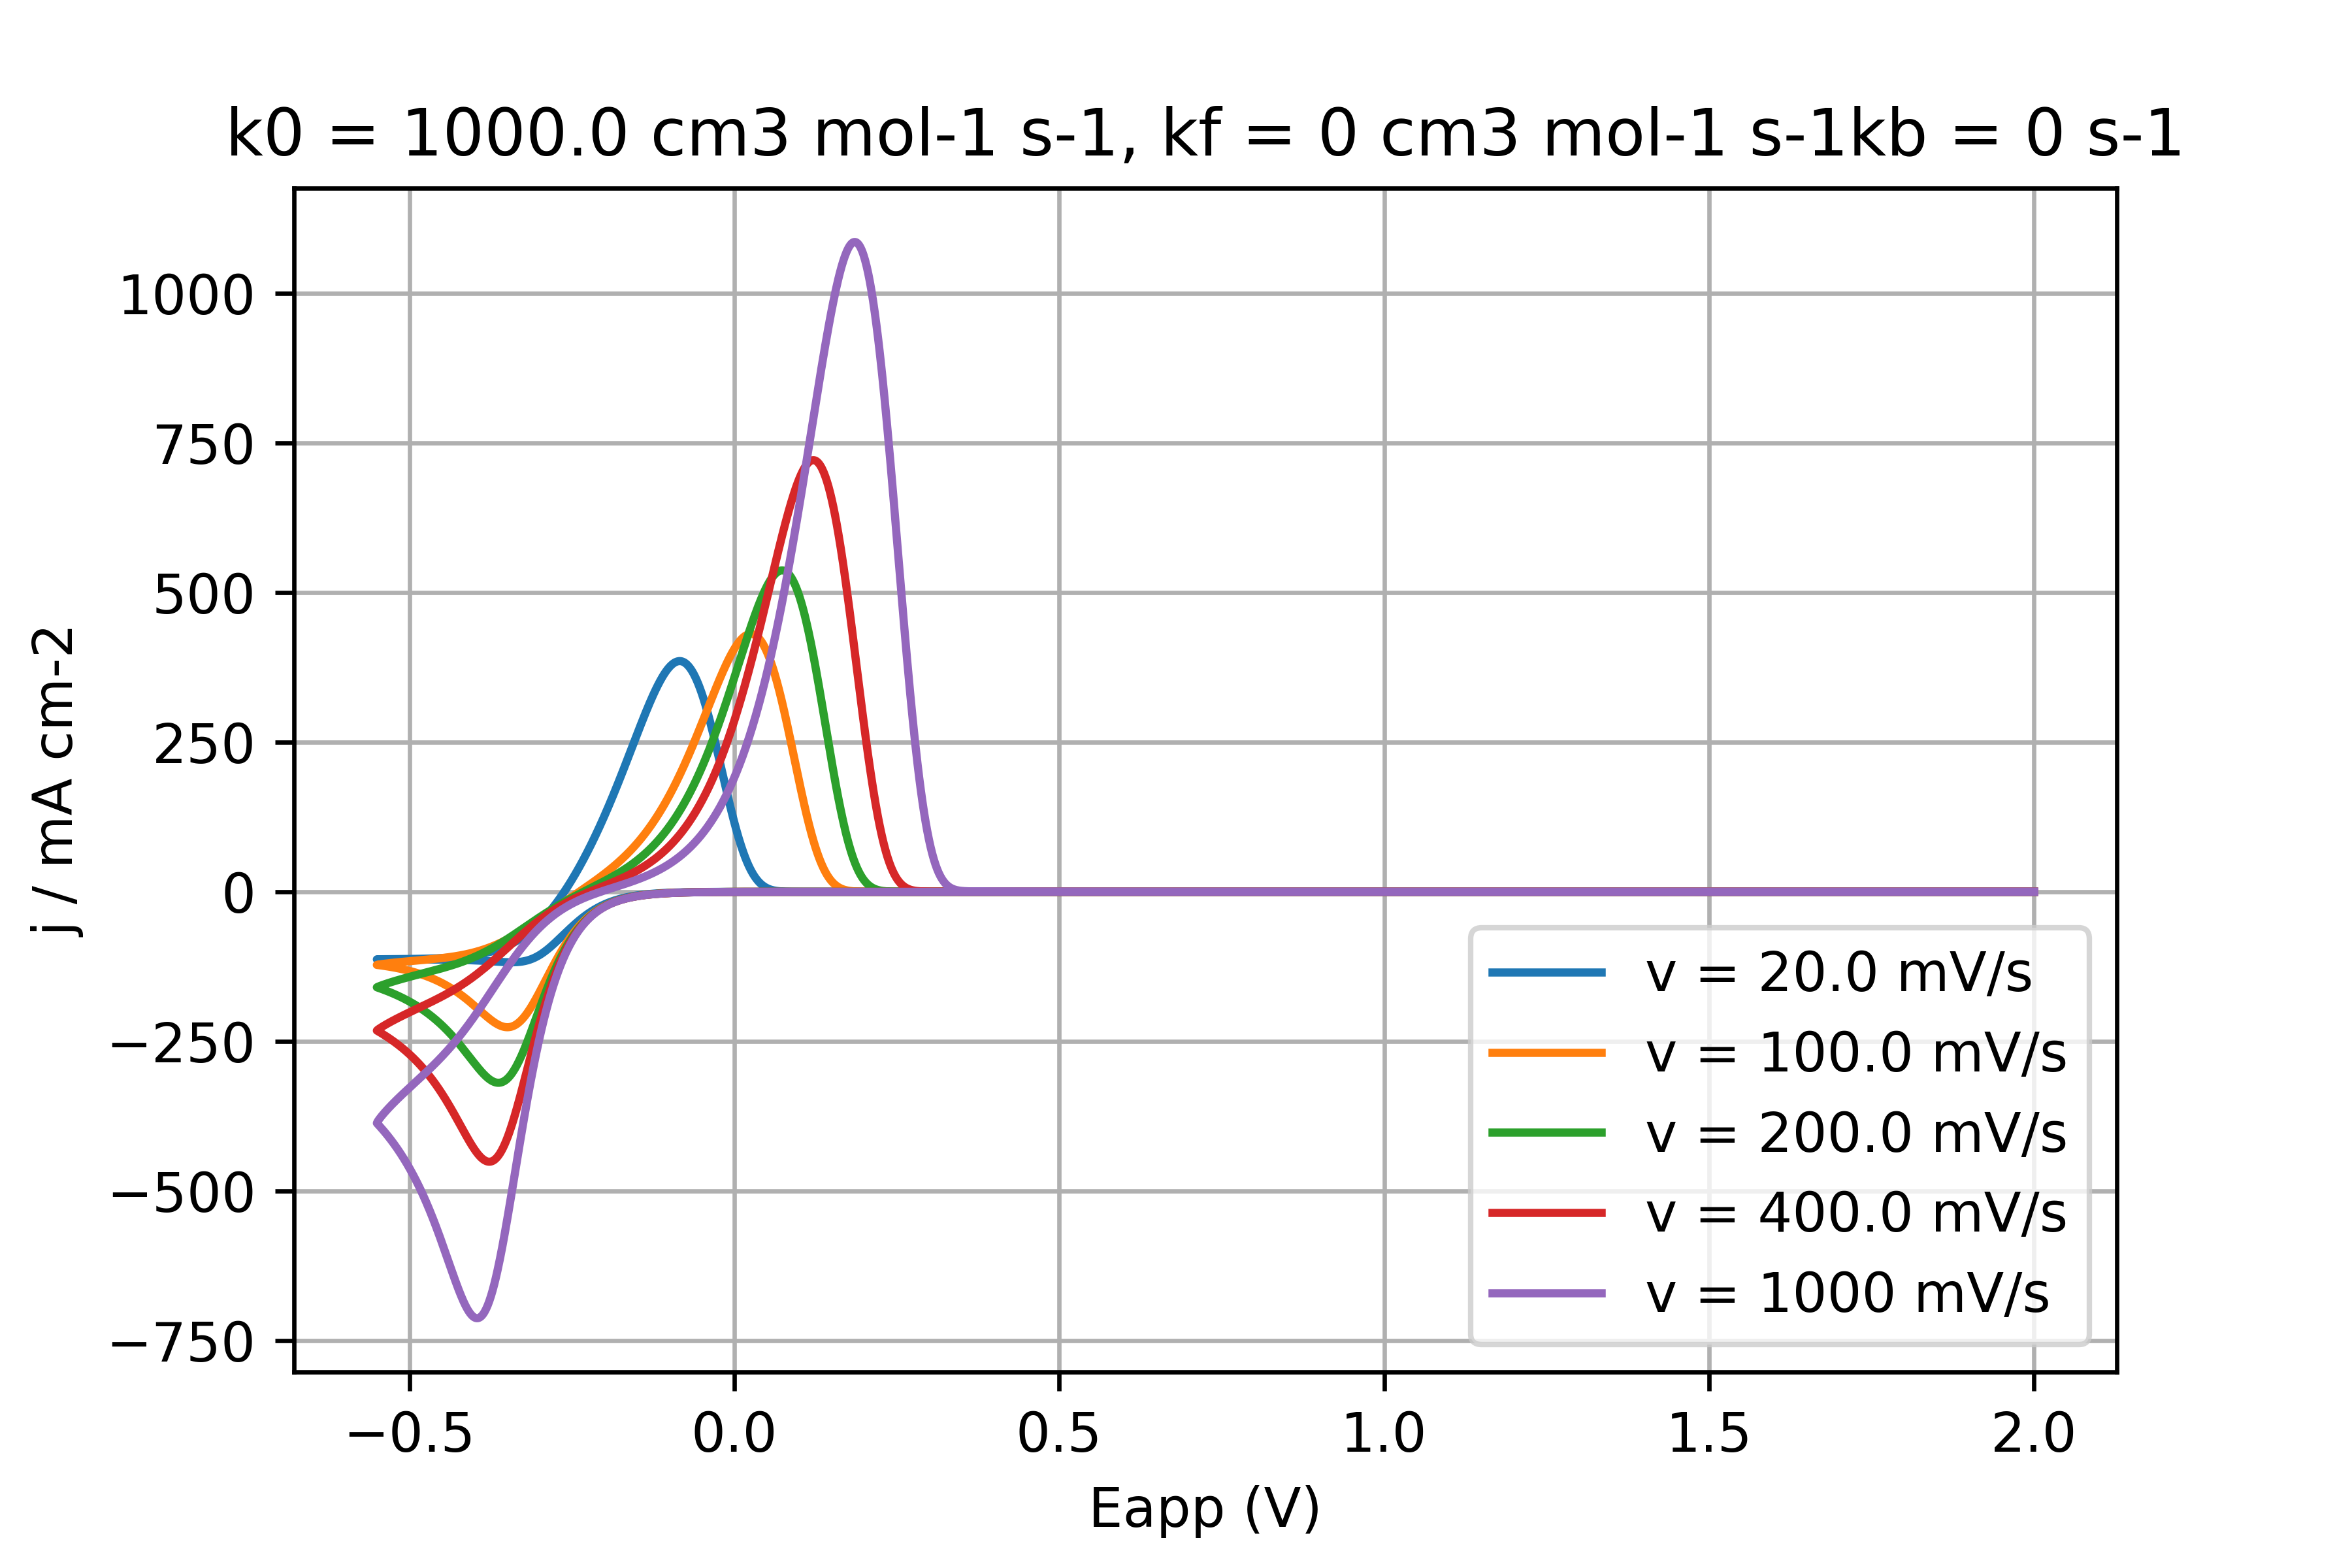 k0 = 1000.0 cm3 mol-1 s-1, kf = 0 cm3 mol-1 s-1kb = 0 s-1
j / mA cm-2
1000
750
500
250
0
−250
−500
−750
v = 20.0 mV/s
v = 100.0 mV/s
v = 200.0 mV/s
v = 400.0 mV/s
v = 1000 mV/s
−0.5 0.0 0.5 1.0 1.5 2.0
Eapp (V)